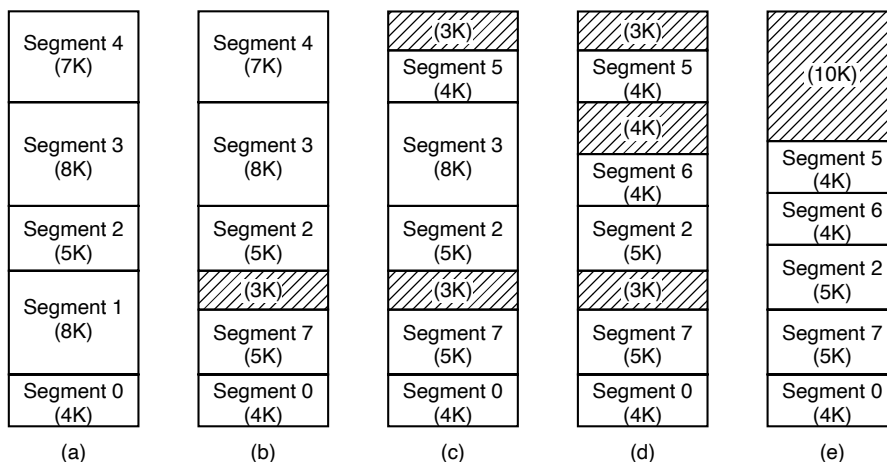 Segment 4
(7K)
Segment 3
(8K)
Segment 2
(5K)
Segment 1
(8K)
Segment 0
(4K)
(a)
Segment 4
(7K)
Segment 3
(8K)
Segment 2
(5K)
(3K)
Segment 7
(5K)
Segment 0
(4K)
(b)
(3K)
Segment 5
(4K)
Segment 3
(8K)
Segment 2
(5K)
(3K)
Segment 7
(5K)
Segment 0
(4K)
(c)
(3K)
Segment 5
(4K)
(4K)
Segment 6
(4K)
Segment 2
(5K)
(3K)
Segment 7
(5K)
Segment 0
(4K)
(d)
(10K)
Segment 5
(4K)
Segment 6
(4K)
Segment 2
(5K)
Segment 7
(5K)
Segment 0
(4K)
(e)